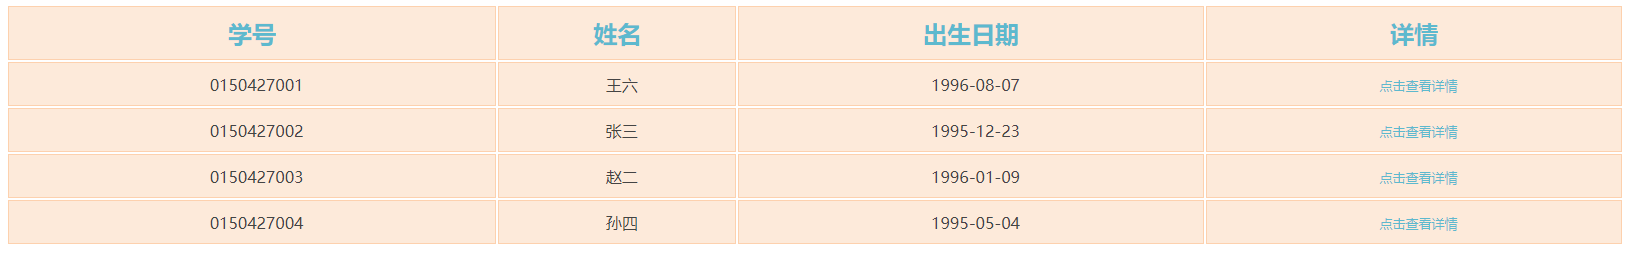 学号 姓名 出生日期 详情
0150427001 王六 1996-08-07 点击查看详情
0150427002 张三 1995-12-23 点击查看详情
0150427003 赵二 1996-01-09 点击查看详情
0150427004 孙四 1995-05-04 点击查看详情